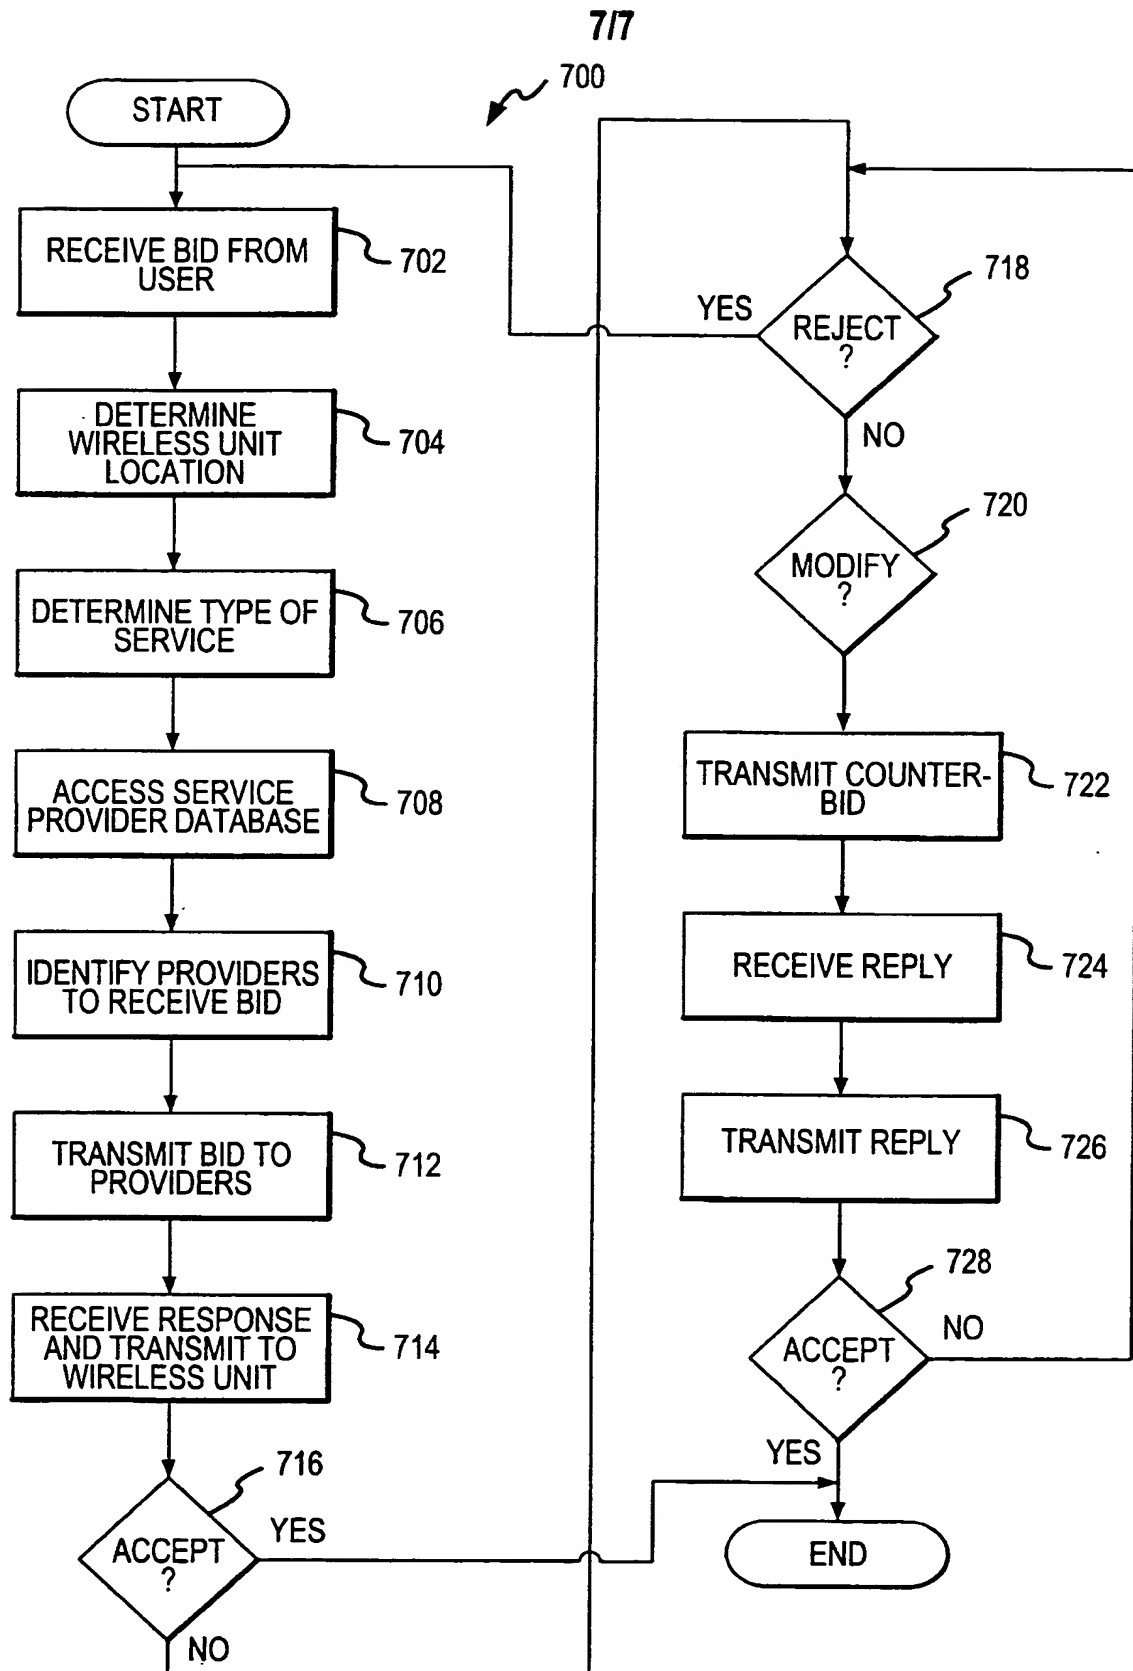 7/7
700
START
RECEIVE BID FROM
USER
702
DETERMINE
WIRELESS UNIT
LOCATION
704
DETERMINE TYPE OF
SERVICE
706
ACCESS SERVICE
PROVIDER DATABASE
708
IDENTIFY PROVIDERS
TO RECEIVE BID
710
TRANSMIT BID TO
PROVIDERS
712
RECEIVE RESPONSE
AND TRANSMIT TO
WIRELESS UNIT
714
716
ACCEPT
?
YES
NO
718
YES
REJECT
?
NO
720
MODIFY
?
TRANSMIT COUNTER-
BID
722
RECEIVE REPLY
724
TRANSMIT REPLY
726
728
ACCEPT
?
NO
YES
END